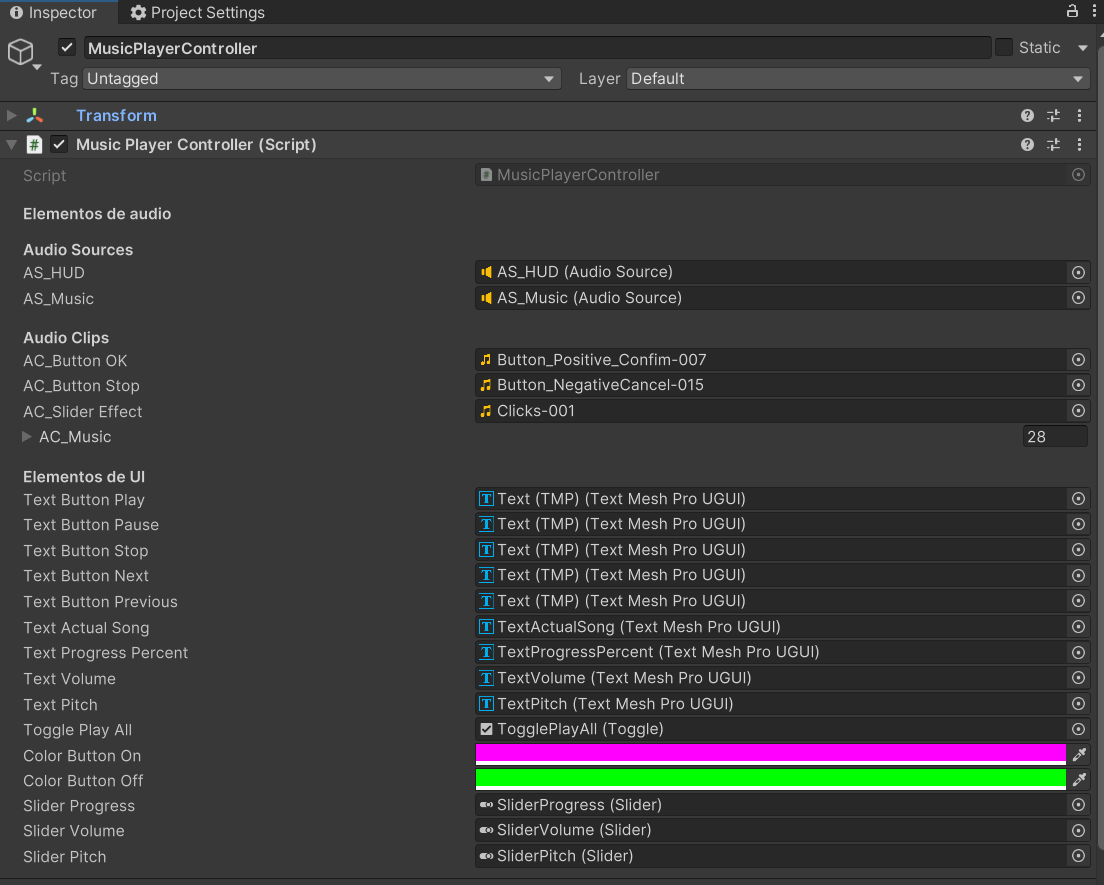 Inspector Project Settings
MusicPlayerController Static
Tag Untagged Layer Default
Transform
# Music Player Controller (Script)
Script MusicPlayerController
Elementos de audio
Audio Sources
AS_HUD AS_HUD (Audio Source)
AS_Music AS_Music (Audio Source)
Audio Clips
AC_Button OK Button_Positive_Confim-007
AC_Button Stop Button_NegativeCancel-015
AC_Slider Effect Clicks-001
AC_Music 28
Elementos de UI
Text Button Play Text (TMP) (Text Mesh Pro UGUI)
Text Button Pause Text (TMP) (Text Mesh Pro UGUI)
Text Button Stop Text (TMP) (Text Mesh Pro UGUI)
Text Button Next Text (TMP) (Text Mesh Pro UGUI)
Text Button Previous Text (TMP) (Text Mesh Pro UGUI)
Text Actual Song TextActualSong (Text Mesh Pro UGUI)
Text Progress Percent TextProgressPercent (Text Mesh Pro UGUI)
Text Volume TextVolume (Text Mesh Pro UGUI)
Text Pitch TextPitch (Text Mesh Pro UGUI)
Toggle Play All TogglePlayAll (Toggle)
Color Button On
Color Button Off
Slider Progress SliderProgress (Slider)
Slider Volume SliderVolume (Slider)
Slider Pitch SliderPitch (Slider)